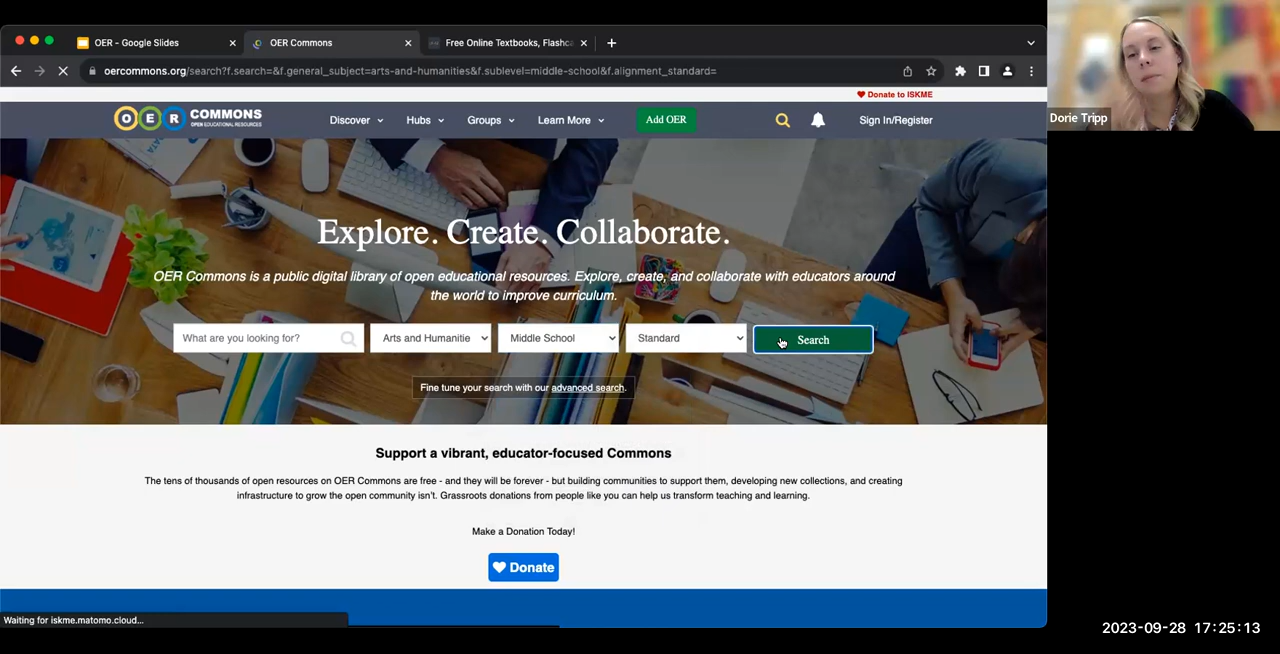 OER - Google Slides
OER Commons
Free Online Textbooks, Flashca
oercommons.org/search?f.search=&f.general_subject=arts-and-humanities&f.sublevel=middle-school&f.alignment_standard=
Donate to ISKME
OER COMMONS
OPEN EDUCATIONAL RESOURCES
Discover
Hubs
Groups
Learn More
Add OER
Sign In/Register
Dorie Tripp
Explore. Create. Collaborate.
OER Commons is a public digital library of open educational resources. Explore, create, and collaborate with educators around
the world to improve curriculum.
What are you looking for?
Arts and Humanitie
Middle School
Standard
Search
Fine tune your search with our advanced search.
Support a vibrant, educator-focused Commons
The tens of thousands of open resources on OER Commons are free - and they will be forever - but building communities to support them, developing new collections, and creating
infrastructure to grow the open community isn't. Grassroots donations from people like you can help us transform teaching and learning.
Make a Donation Today!
Donate
Waiting for iskme.matomo.cloud...
2023-09-28 17:25:13